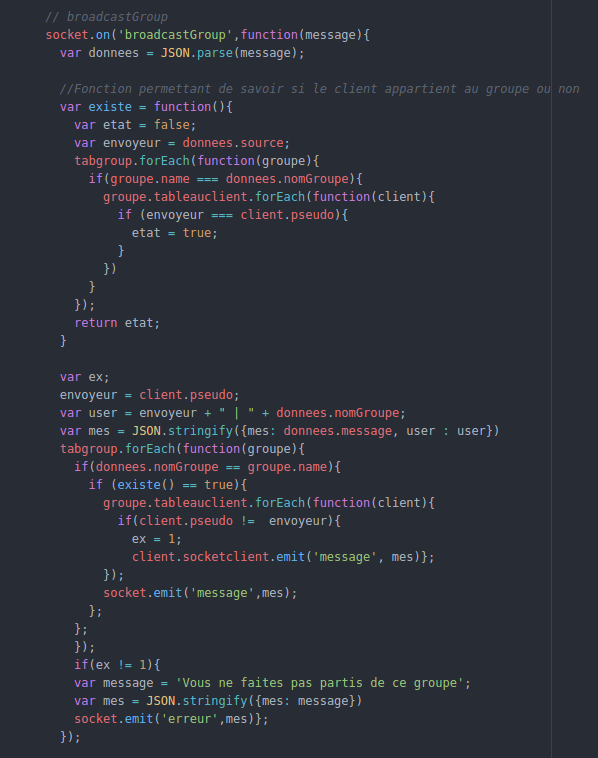 // broadcastGroup
socket.on('broadcastGroup',function(message){
var donnees = JSON.parse(message);
//Fonction permettant de savoir si le client appartient au groupe ou non
var existe = function(){
var etat = false;
var envoyeur = donnees.source;
tabgroup.forEach(function(groupe){
if(groupe.name === donnees.nomGroupe){
groupe.tableauclient.forEach(function(client){
if (envoyeur === client.pseudo){
etat = true;
}
})
}
});
return etat;
}
var ex;
envoyeur = client.pseudo;
var user = envoyeur + " | " + donnees.nomGroupe;
var mes = JSON.stringify({mes: donnees.message, user : user})
tabgroup.forEach(function(groupe){
if(donnees.nomGroupe == groupe.name){
if (existe() == true){
groupe.tableauclient.forEach(function(client){
if(client.pseudo !=  envoyeur){
ex = 1;
client.socketclient.emit('message', mes)};
});
socket.emit('message',mes);
};
};
});
if(ex != 1){
var message = 'Vous ne faites pas partis de ce groupe';
var mes = JSON.stringify({mes: message})
socket.emit('erreur',mes)};
});